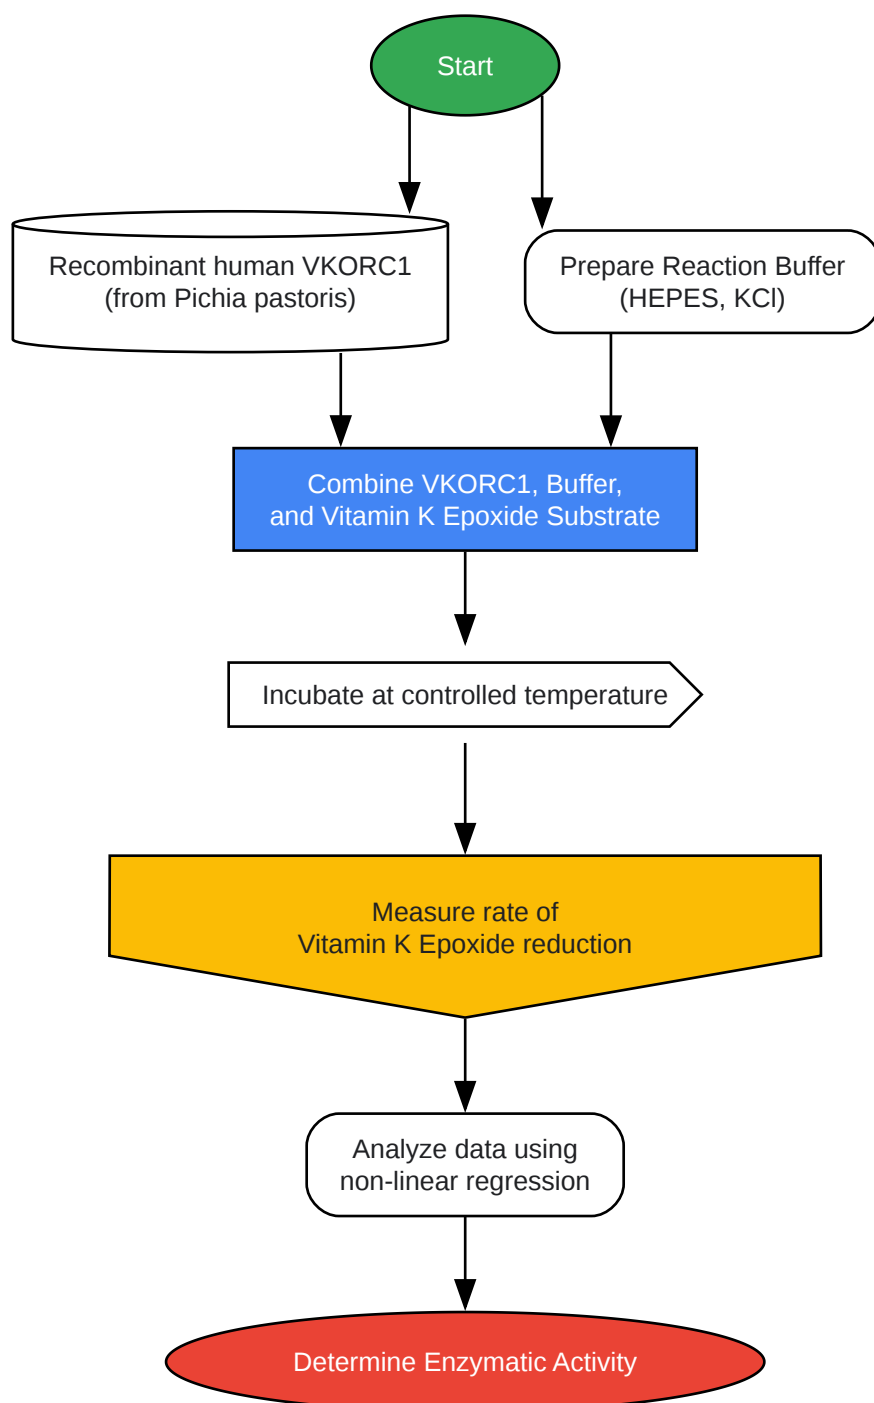 Start
Recombinant human VKORC1
(from Pichia pastoris)
Prepare Reaction Buffer
(HEPES, KCl)
Combine VKORC1, Buffer,
and Vitamin K Epoxide Substrate
Incubate at controlled temperature
Measure rate of
Vitamin K Epoxide reduction
Analyze data using
non-linear regression
Determine Enzymatic Activity